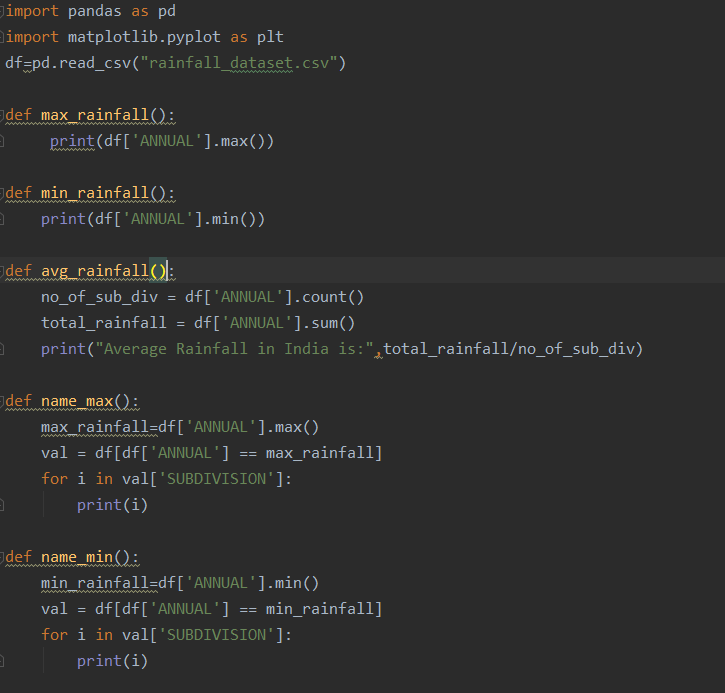 import pandas as pd
import matplotlib.pyplot as plt
df=pd.read_csv("rainfall_dataset.csv")
def max_rainfall():
print(df['ANNUAL'].max())
def min_rainfall():
print(df['ANNUAL'].min())
def avg_rainfall():
no_of_sub_div = df['ANNUAL'].count()
total_rainfall = df['ANNUAL'].sum()
print("Average Rainfall in India is:",total_rainfall/no_of_sub_div)
def name_max():
max_rainfall=df['ANNUAL'].max()
val = df[df['ANNUAL'] == max_rainfall]
for i in val['SUBDIVISION']:
print(i)
def name_min():
min_rainfall=df['ANNUAL'].min()
val = df[df['ANNUAL'] == min_rainfall]
for i in val['SUBDIVISION']:
print(i)